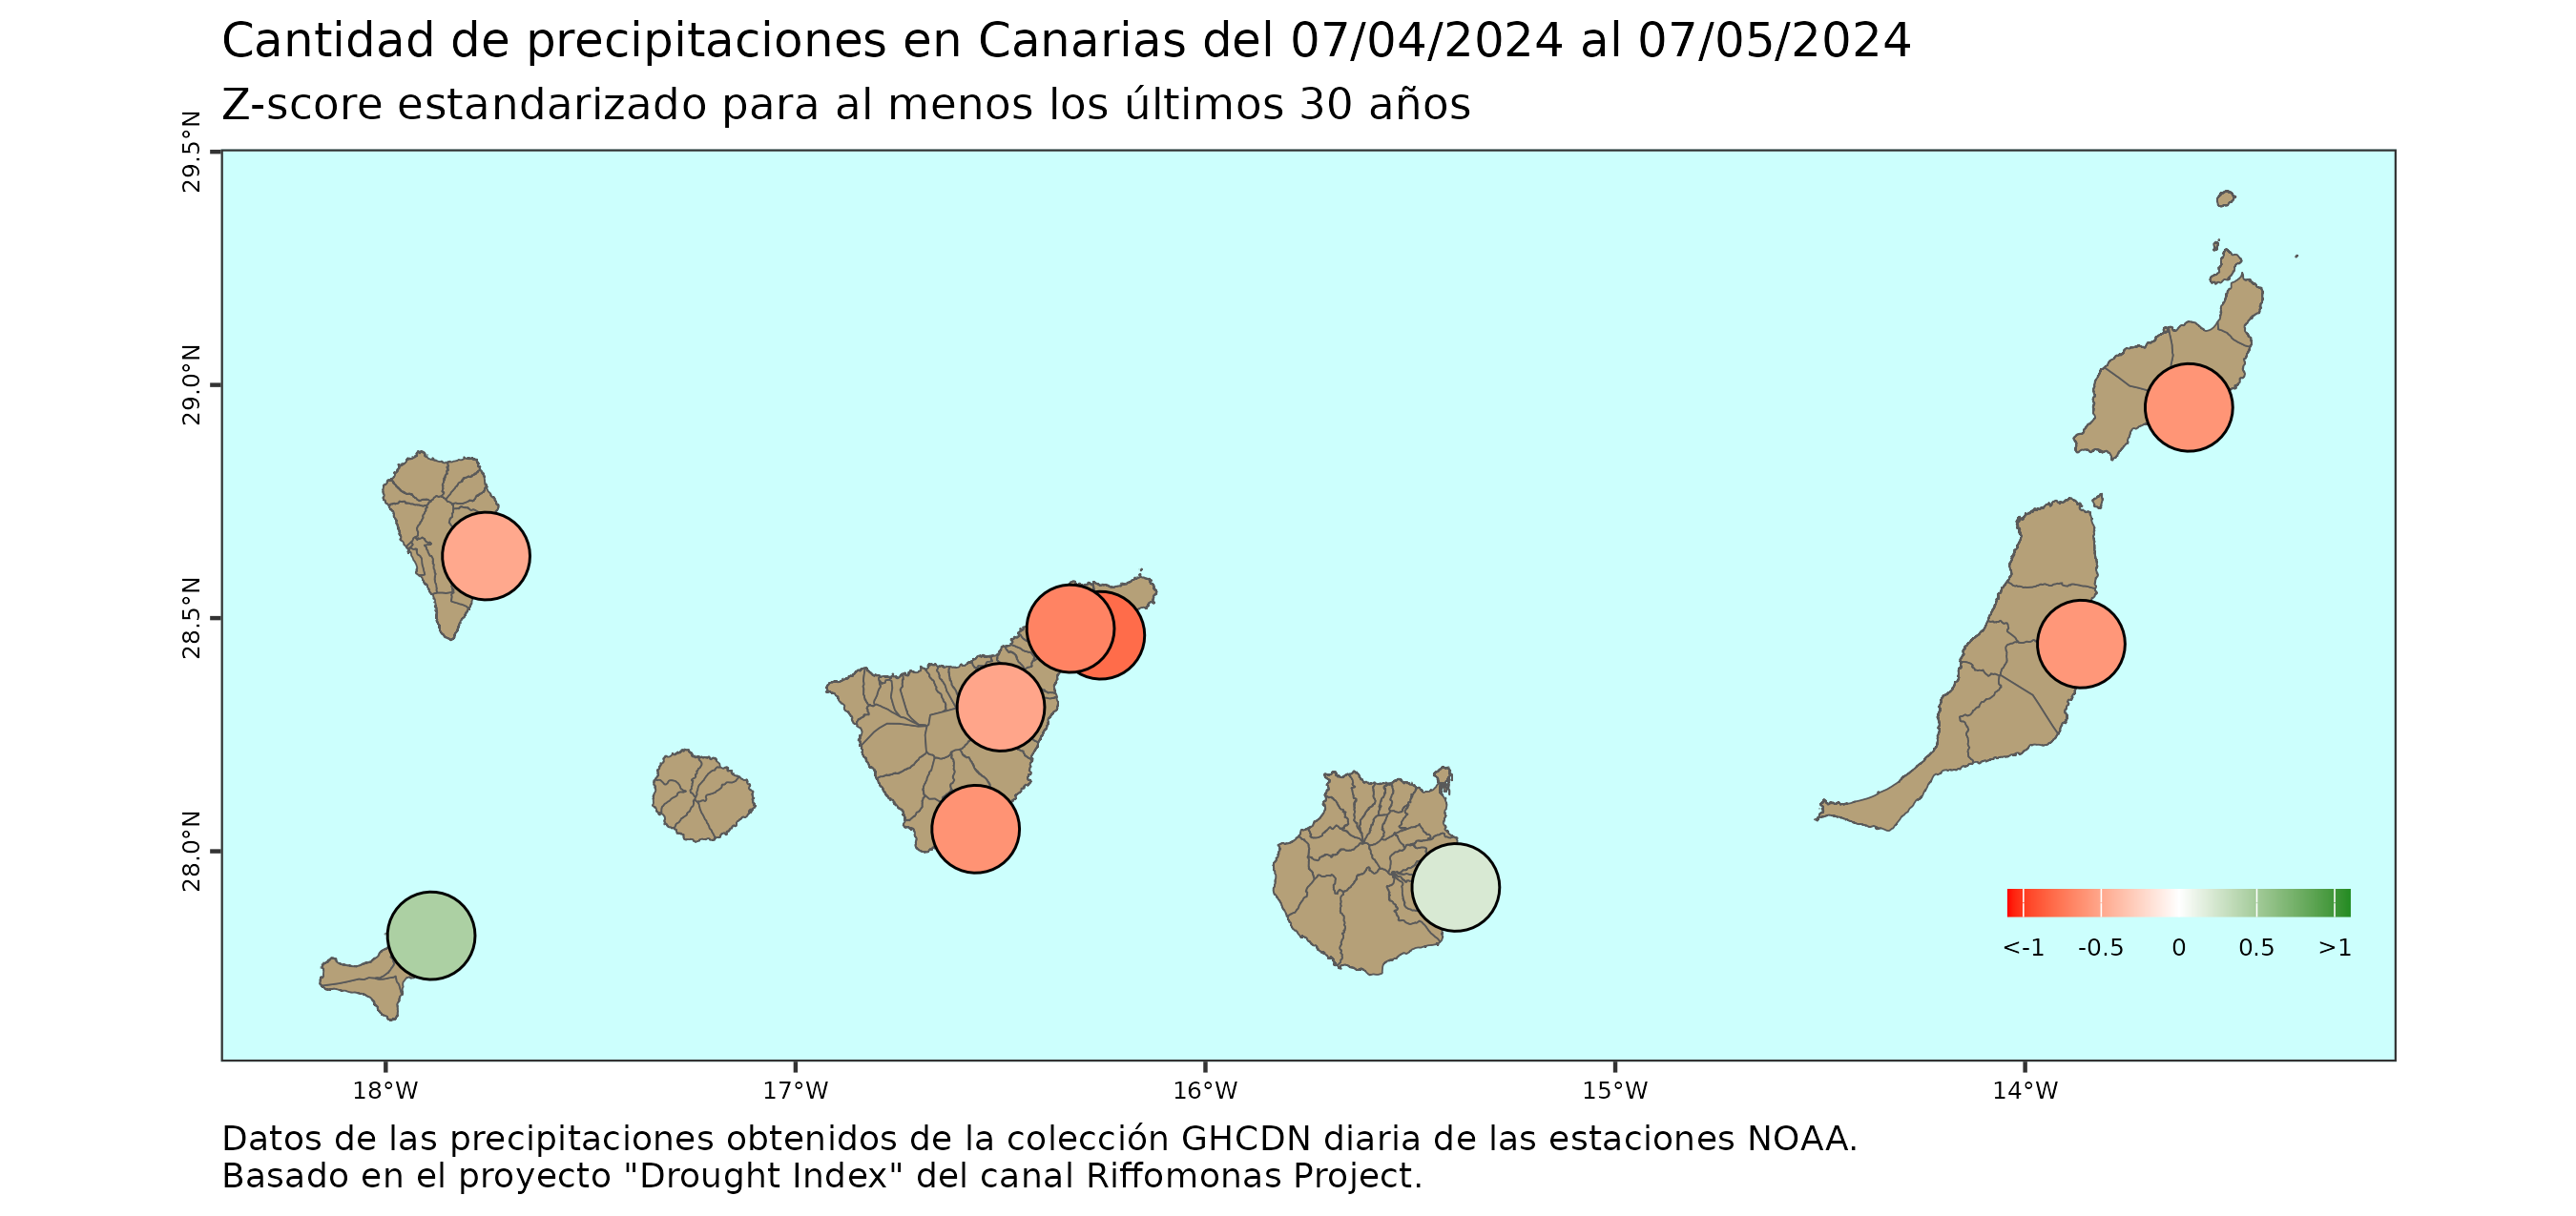 Cantidad de precipitaciones en Canarias del 07/04/2024 al 07/05/2024
Z-score estandarizado para al menos los últimos 30 años
29.5°N
29.0°N
28.5°N
28.0°N
<-1 -0.5 0 0.5 >1
18°W 17°W 16°W 15°W 14°W
Datos de las precipitaciones obtenidos de la colección GHCDN diaria de las estaciones NOAA.
Basado en el proyecto "Drought Index" del canal Riffomonas Project.